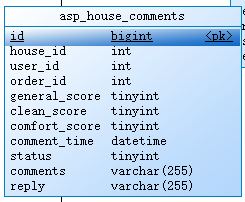 asp_house_comments
id bigint <pk>
house_id int
user_id int
order_id int
general_score tinyint
clean_score tinyint
comfort_score tinyint
comment_time datetime
status tinyint
comments varchar(255)
reply varchar(255)